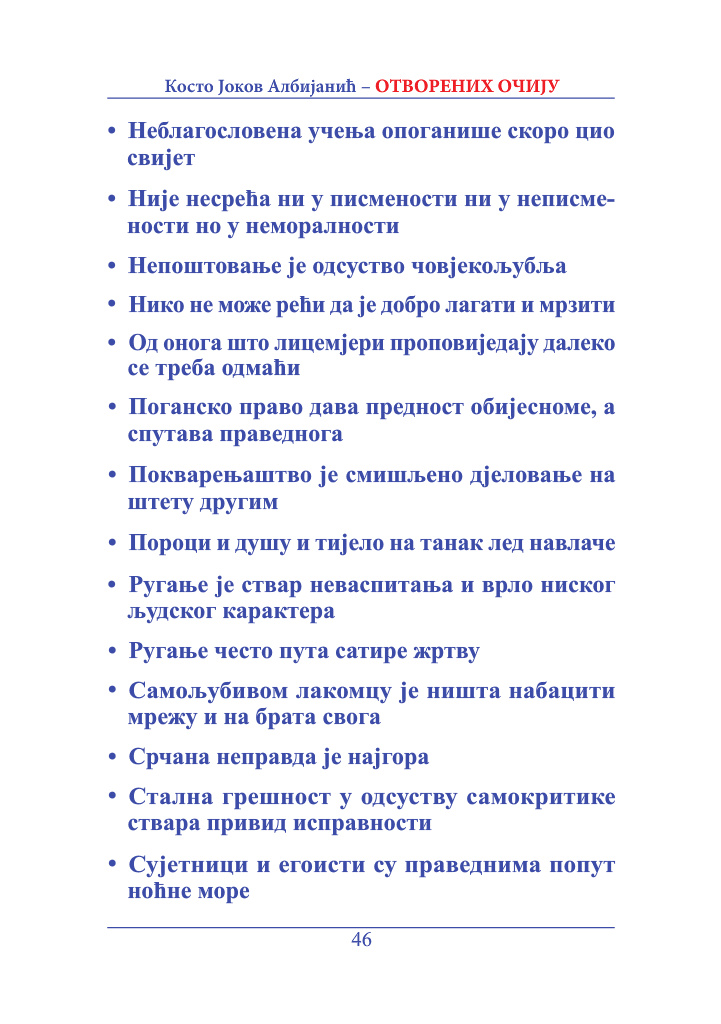 Косто Јоков Албијанић – ОТВОРЕНИХ ОЧИЈУ
• Неблагословена учења опоганише скоро цио
свијет
• Није несрећа ни у писмености ни у неписме-
ности но у неморалности
• Непоштовање је одсуство човјекољубља
• Нико не може рећи да је добро лагати и мрзити
• Од онога што лицемјери проповиједају далеко
се треба одмаћи
• Поганско право дава предност обијесноме, а
спутава праведнога
• Покварењаштво је смишљено дјеловање на
штету другим
• Пороци и душу и тијело на танак лед навлаче
• Ругање је ствар неваспитања и врло ниског
људског карактера
• Ругање често пута сатире жртву
• Самољубивом лакомцу је ништа набацити
мрежу и на брата свога
• Срчана неправда је најгора
• Стална грешност у одсуству самокритике
ствара привид исправности
• Сујетници и егоисти су праведнима попут
ноћне море
46